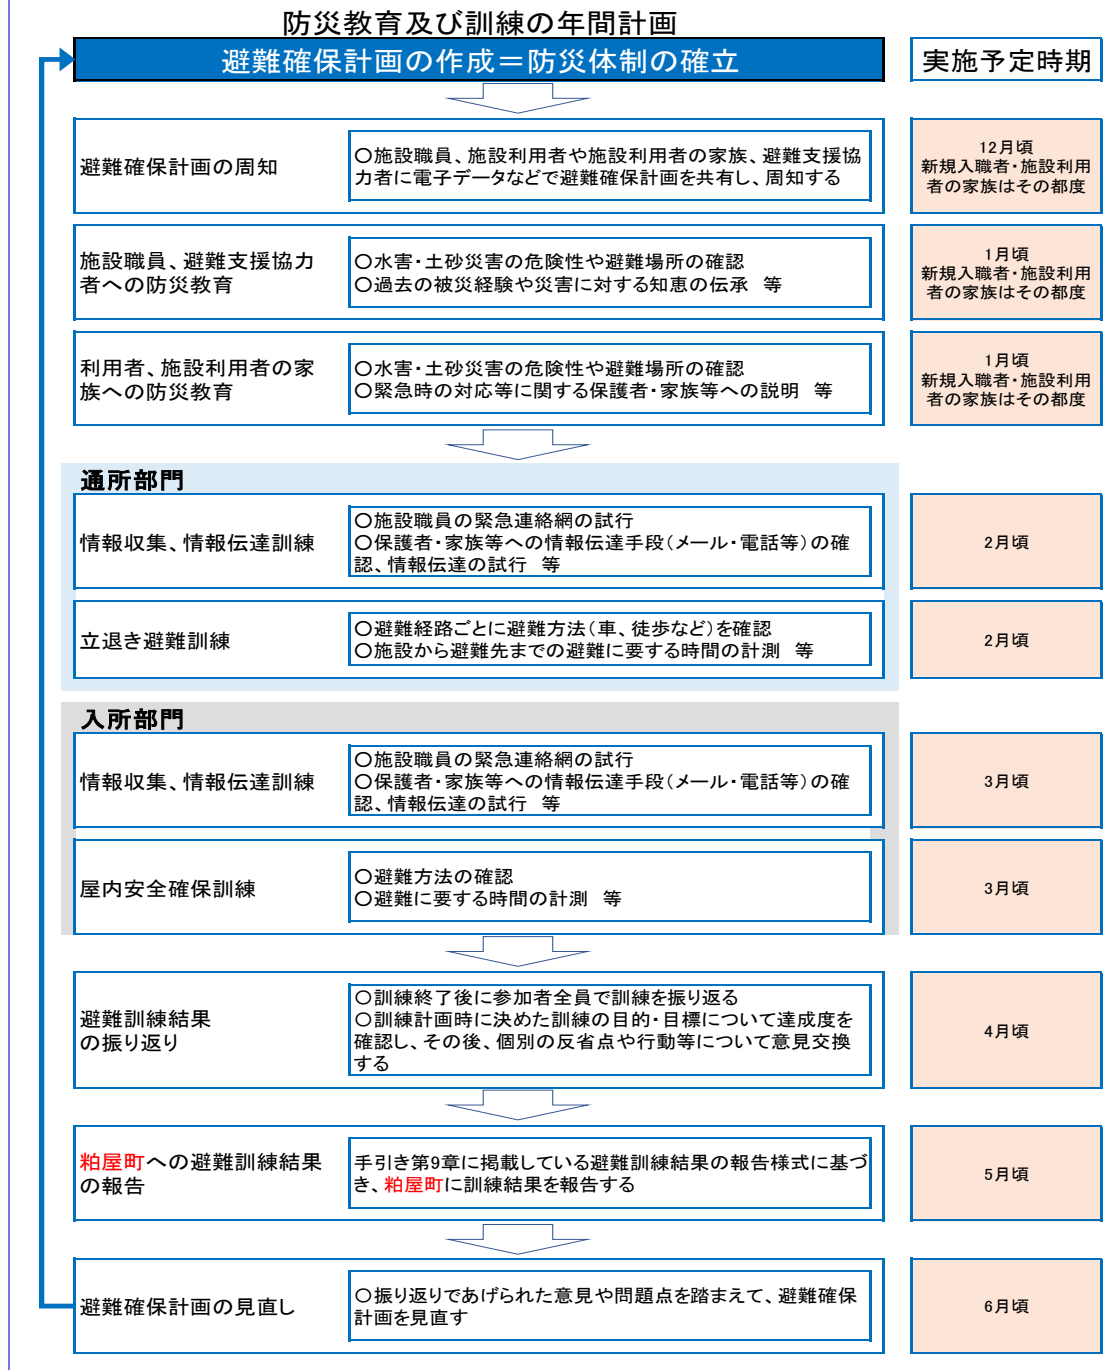 防災教育及び訓練の年間計画
避難確保計画の作成＝防災体制の確立
実施予定時期
避難確保計画の周知
〇施設職員、施設利用者や施設利用者の家族、避難支援協
力者に電子データなどで避難確保計画を共有し、周知する
12月頃
新規入職者・施設利用
者の家族はその都度
施設職員、避難支援協力
者への防災教育
〇水害・土砂災害の危険性や避難場所の確認
〇過去の被災経験や災害に対する知恵の伝承　等
1月頃
新規入職者・施設利用
者の家族はその都度
利用者、施設利用者の家
族への防災教育
〇水害・土砂災害の危険性や避難場所の確認
〇緊急時の対応等に関する保護者・家族等への説明　等
1月頃
新規入職者・施設利用
者の家族はその都度
通所部門
情報収集、情報伝達訓練
〇施設職員の緊急連絡網の試行
〇保護者・家族等への情報伝達手段（メール・電話等）の確
認、情報伝達の試行　等
2月頃
立退き避難訓練
〇避難経路ごとに避難方法（車、徒歩など）を確認
〇施設から避難先までの避難に要する時間の計測　等
2月頃
入所部門
情報収集、情報伝達訓練
〇施設職員の緊急連絡網の試行
〇保護者・家族等への情報伝達手段（メール・電話等）の確
認、情報伝達の試行　等
3月頃
屋内安全確保訓練
〇避難方法の確認
〇避難に要する時間の計測　等
3月頃
避難訓練結果
の振り返り
〇訓練終了後に参加者全員で訓練を振り返る
〇訓練計画時に決めた訓練の目的・目標について達成度を
確認し、その後、個別の反省点や行動等について意見交換
する
4月頃
粕屋町への避難訓練結果
の報告
手引き第9章に掲載している避難訓練結果の報告様式に基づ
き、粕屋町に訓練結果を報告する
5月頃
避難確保計画の見直し
〇振り返りであげられた意見や問題点を踏まえて、避難確保
計画を見直す
6月頃